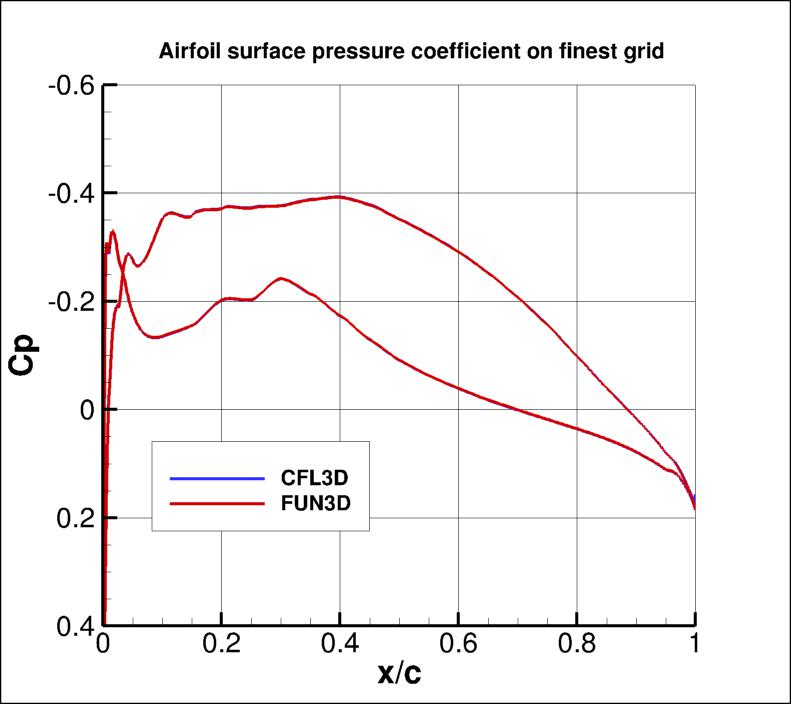 Airfoil surface pressure coefficient on finest grid
-0.6
-0.4
-0.2
0
0.2
0.4
Cp
CFL3D
FUN3D
0 0.2 0.4 0.6 0.8 1
x/c